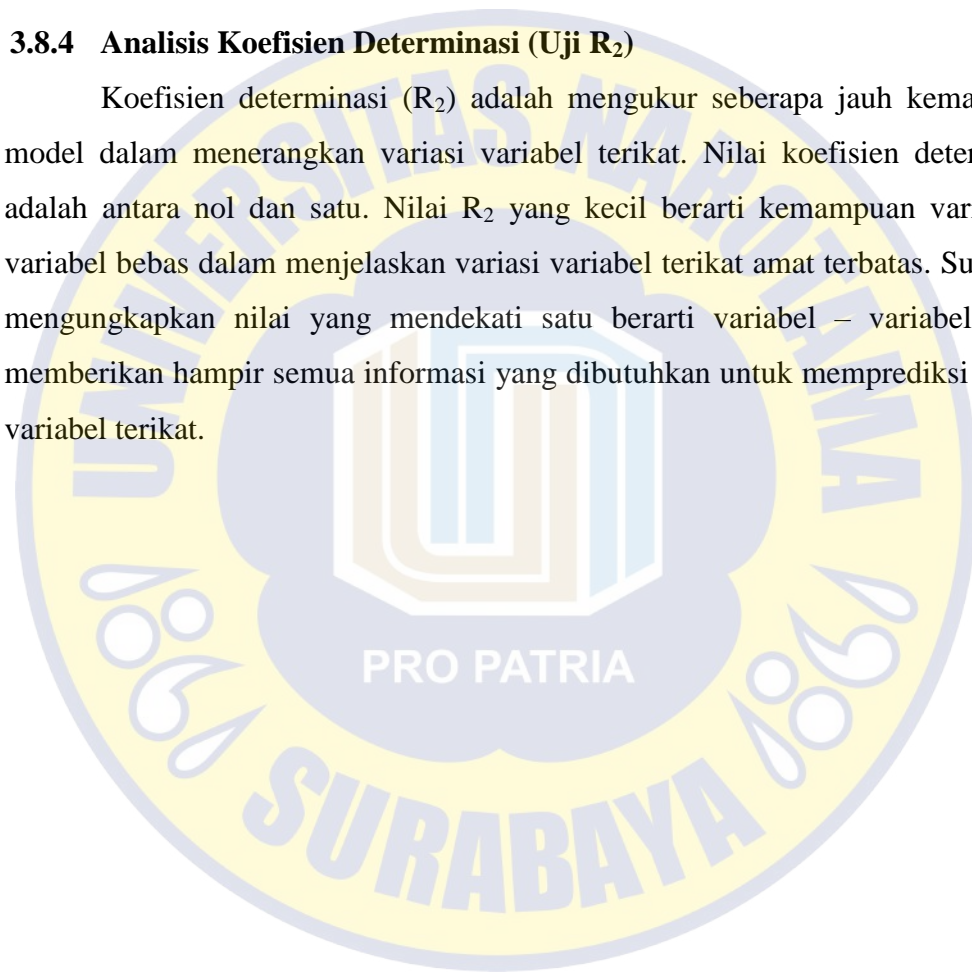 3.8.4 Analisis Koefisien Determinasi (Uji R₂)
Koefisien determinasi (R₂) adalah mengukur seberapa jauh
model dalam menerangkan variasi variabel terikat. Nilai koefisien
adalah antara nol dan satu. Nilai R₂ yang kecil berarti kemampuan
variabel bebas dalam menjelaskan variasi variabel terikat amat terbatas.
mengungkapkan nilai yang mendekati satu berarti variabel – variabel
memberikan hampir semua informasi yang dibutuhkan untuk memprediksi
variabel terikat.
UNIVERSITAS NAROTAMA
PRO PATRIA
SURABAYA